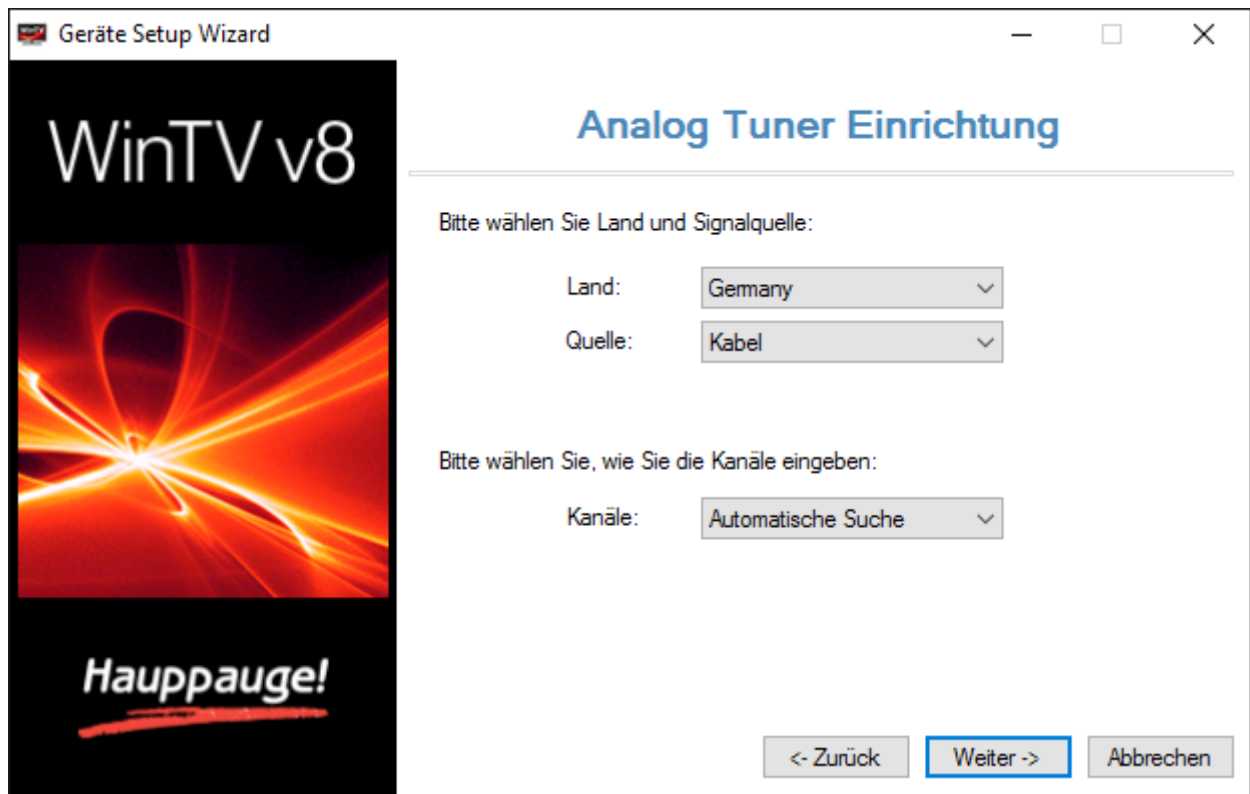 Geräte Setup Wizard
WinTV v8
Analog Tuner Einrichtung
Bitte wählen Sie Land und Signalquelle:
Land: Germany
Quelle: Kabel
Bitte wählen Sie, wie Sie die Kanäle eingeben:
Kanäle: Automatische Suche
Hauppauge!
<- Zurück Weiter -> Abbrechen